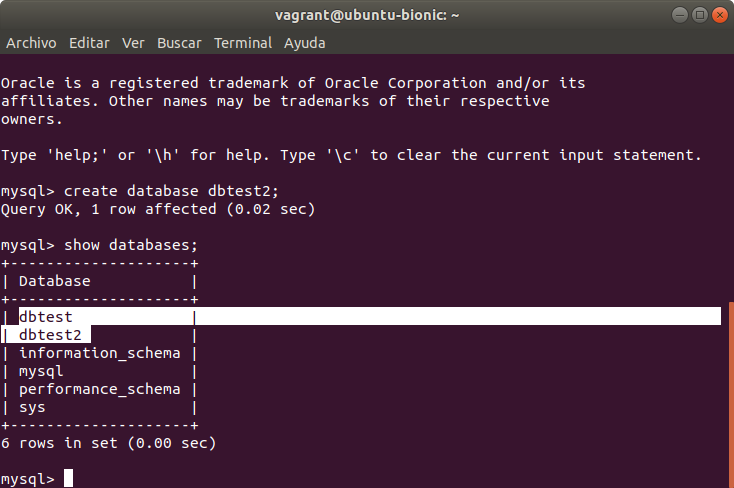 vagrant@ubuntu-bionic: ~
Archivo Editar Ver Buscar Terminal Ayuda
Oracle is a registered trademark of Oracle Corporation and/or its
affiliates. Other names may be trademarks of their respective
owners.
Type 'help;' or '\h' for help. Type '\c' to clear the current input statement.
mysql> create database dbtest2;
Query OK, 1 row affected (0.02 sec)
mysql> show databases;
+--------------------+
| Database           |
+--------------------+
| dbtest             |
| dbtest2            |
| information_schema |
| mysql              |
| performance_schema |
| sys                |
+--------------------+
6 rows in set (0.00 sec)
mysql>